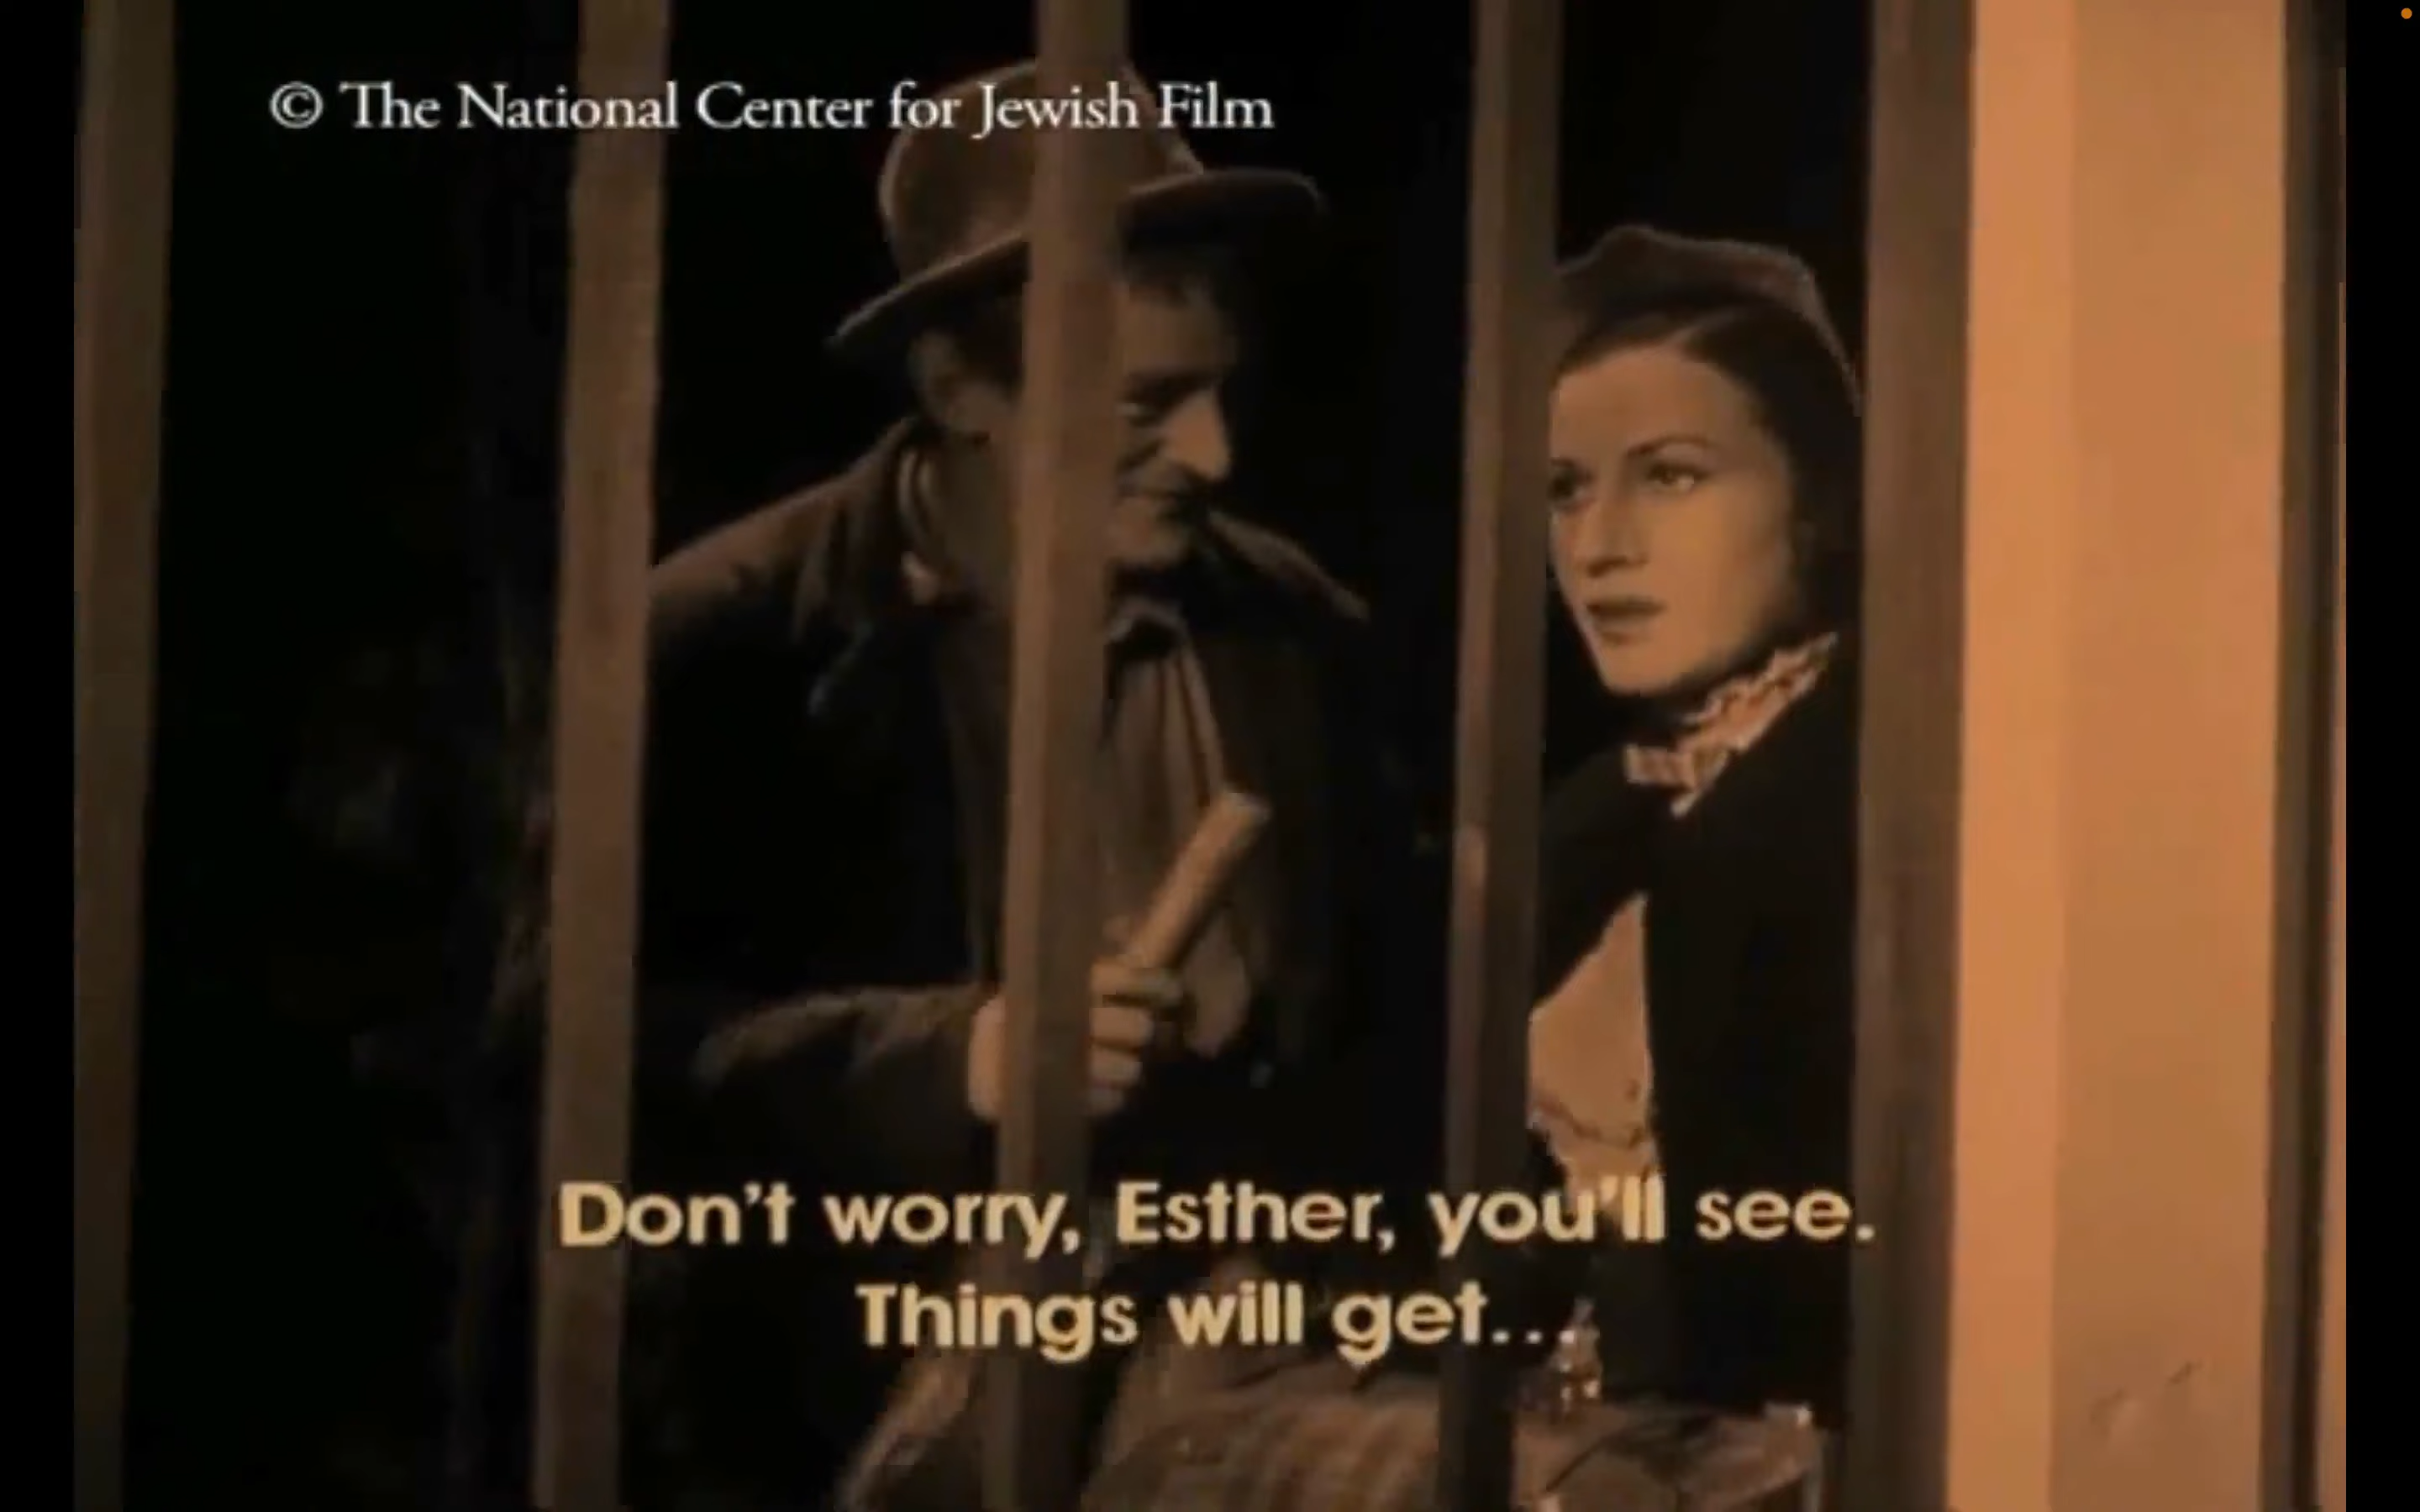 © The National Center for Jewish Film
Don't worry, Esther, you'll see.
Things will get...